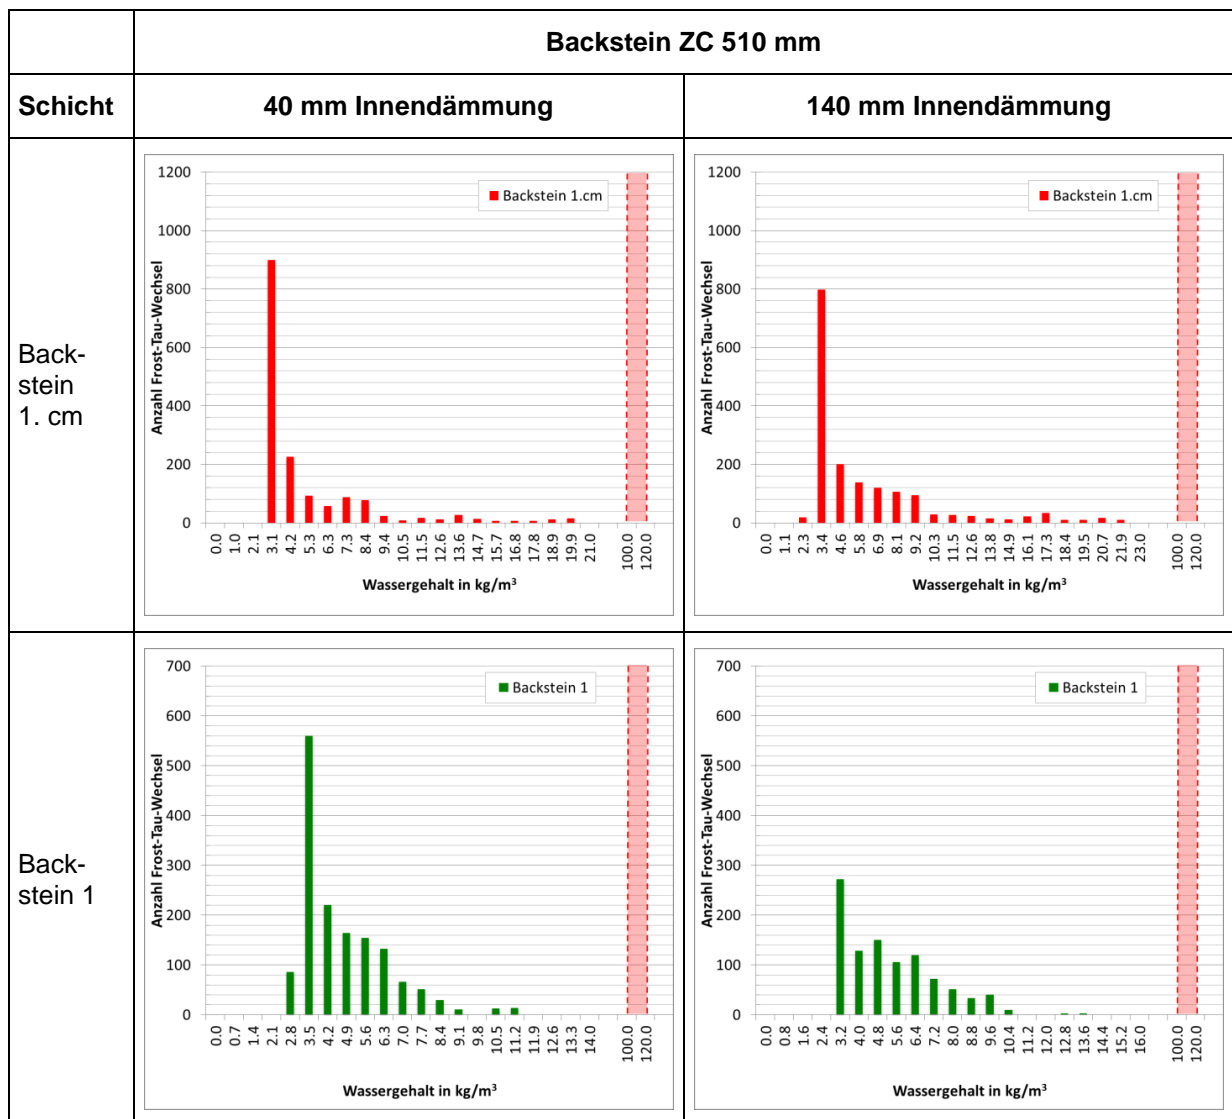 Backstein ZC 510 mm
Schicht
40 mm Innendämmung
140 mm Innendämmung
Back-
stein
1. cm
1200
1000
800
600
400
200
0
Anzahl Frost-Tau-Wechsel
Backstein 1.cm
0.0 1.0 2.1 3.1 4.2 5.3 6.3 7.3 8.4 9.4 10.5 11.5 12.6 13.6 14.7 15.7 16.8 17.8 18.9 19.9 21.0 100.0 120.0
Wassergehalt in kg/m³
1200
1000
800
600
400
200
0
Anzahl Frost-Tau-Wechsel
Backstein 1.cm
0.0 1.1 2.3 3.4 4.6 5.8 6.9 8.1 9.2 10.3 11.5 12.6 13.8 14.9 16.1 17.3 18.4 19.5 20.7 21.9 23.0 100.0 120.0
Wassergehalt in kg/m³
Back-
stein 1
700
600
500
400
300
200
100
0
Anzahl Frost-Tau-Wechsel
Backstein 1
0.0 0.7 1.4 2.1 2.8 3.5 4.2 4.9 5.6 6.3 7.0 7.7 8.4 9.1 9.8 10.5 11.2 11.9 12.6 13.3 14.0 100.0 120.0
Wassergehalt in kg/m³
700
600
500
400
300
200
100
0
Anzahl Frost-Tau-Wechsel
Backstein 1
0.0 0.8 1.6 2.4 3.2 4.0 4.8 5.6 6.4 7.2 8.0 8.8 9.6 10.4 12.0 12.8 13.6 14.4 15.2 16.0 100.0 120.0
Wassergehalt in kg/m³